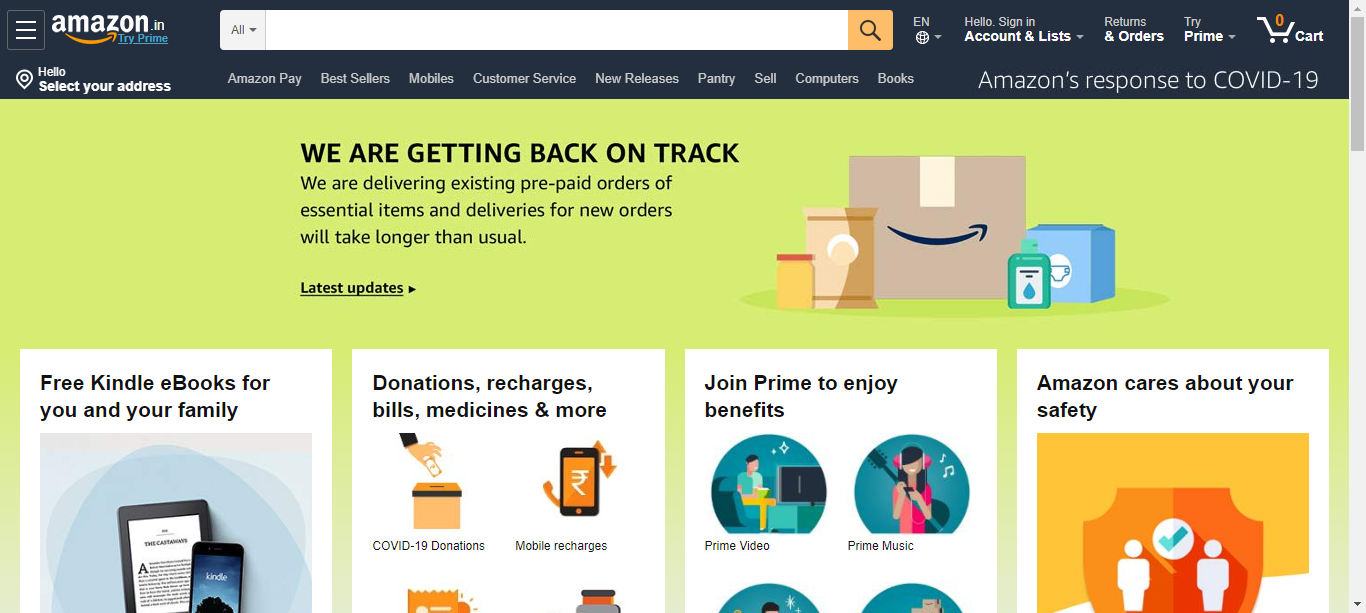 amazon.in
Try Prime
All
EN
Hello. Sign in
Account & Lists
Returns
& Orders
Try
Prime
0
Cart
Hello
Select your address
Amazon Pay
Best Sellers
Mobiles
Customer Service
New Releases
Pantry
Sell
Computers
Books
Amazon's response to COVID-19
WE ARE GETTING BACK ON TRACK
We are delivering existing pre-paid orders of
essential items and deliveries for new orders
will take longer than usual.
Latest updates
Free Kindle eBooks for
you and your family
THE CASTAWAYS
kindle
Donations, recharges,
bills, medicines & more
₹
COVID-19 Donations
Mobile recharges
Join Prime to enjoy
benefits
Prime Video
Prime Music
Amazon cares about your
safety